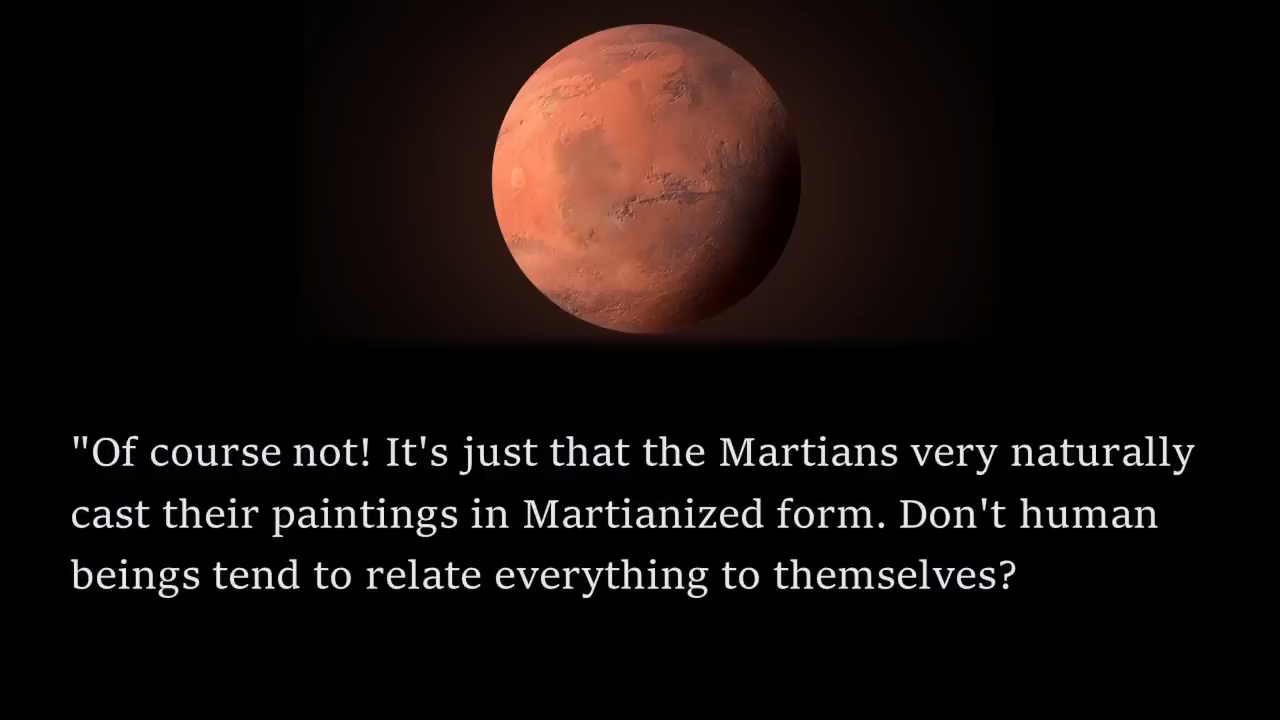 "Of course not! It's just that the Martians very naturally
cast their paintings in Martianized form. Don't human
beings tend to relate everything to themselves?